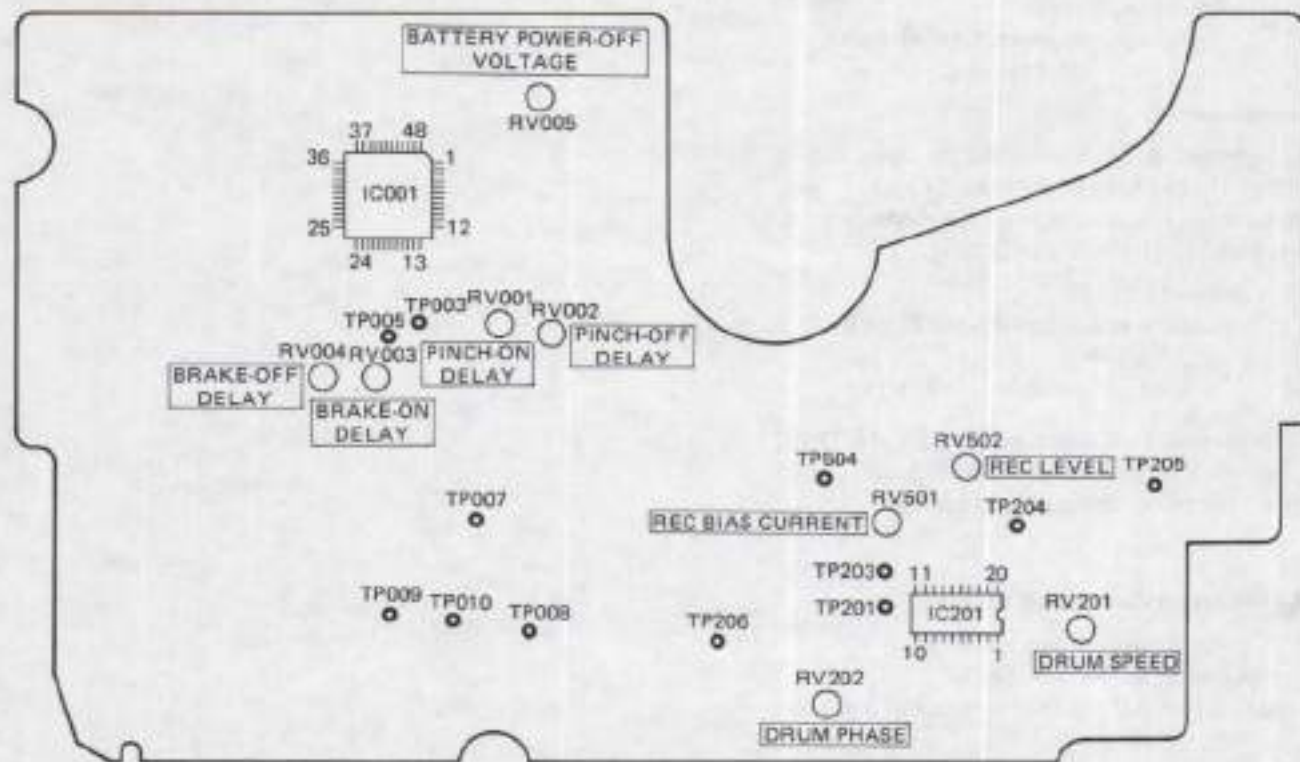 BATTERY POWER-OFF
VOLTAGE
RV005
37 48
36 1
IC001
25 12
24 13
TP003 RV001
RV002
TP005
PINCH-OFF
DELAY
RV004 RV003
PINCH-ON
DELAY
BRAKE-OFF
DELAY
BRAKE-ON
DELAY
RV502
TP504
REC LEVEL
TP205
TP007
RV501
REC BIAS CURRENT
TP204
TP203
11 20
TP009
TP010
TP008
TP201
IC201
RV201
TP206
10 1
DRUM SPEED
RV202
DRUM PHASE